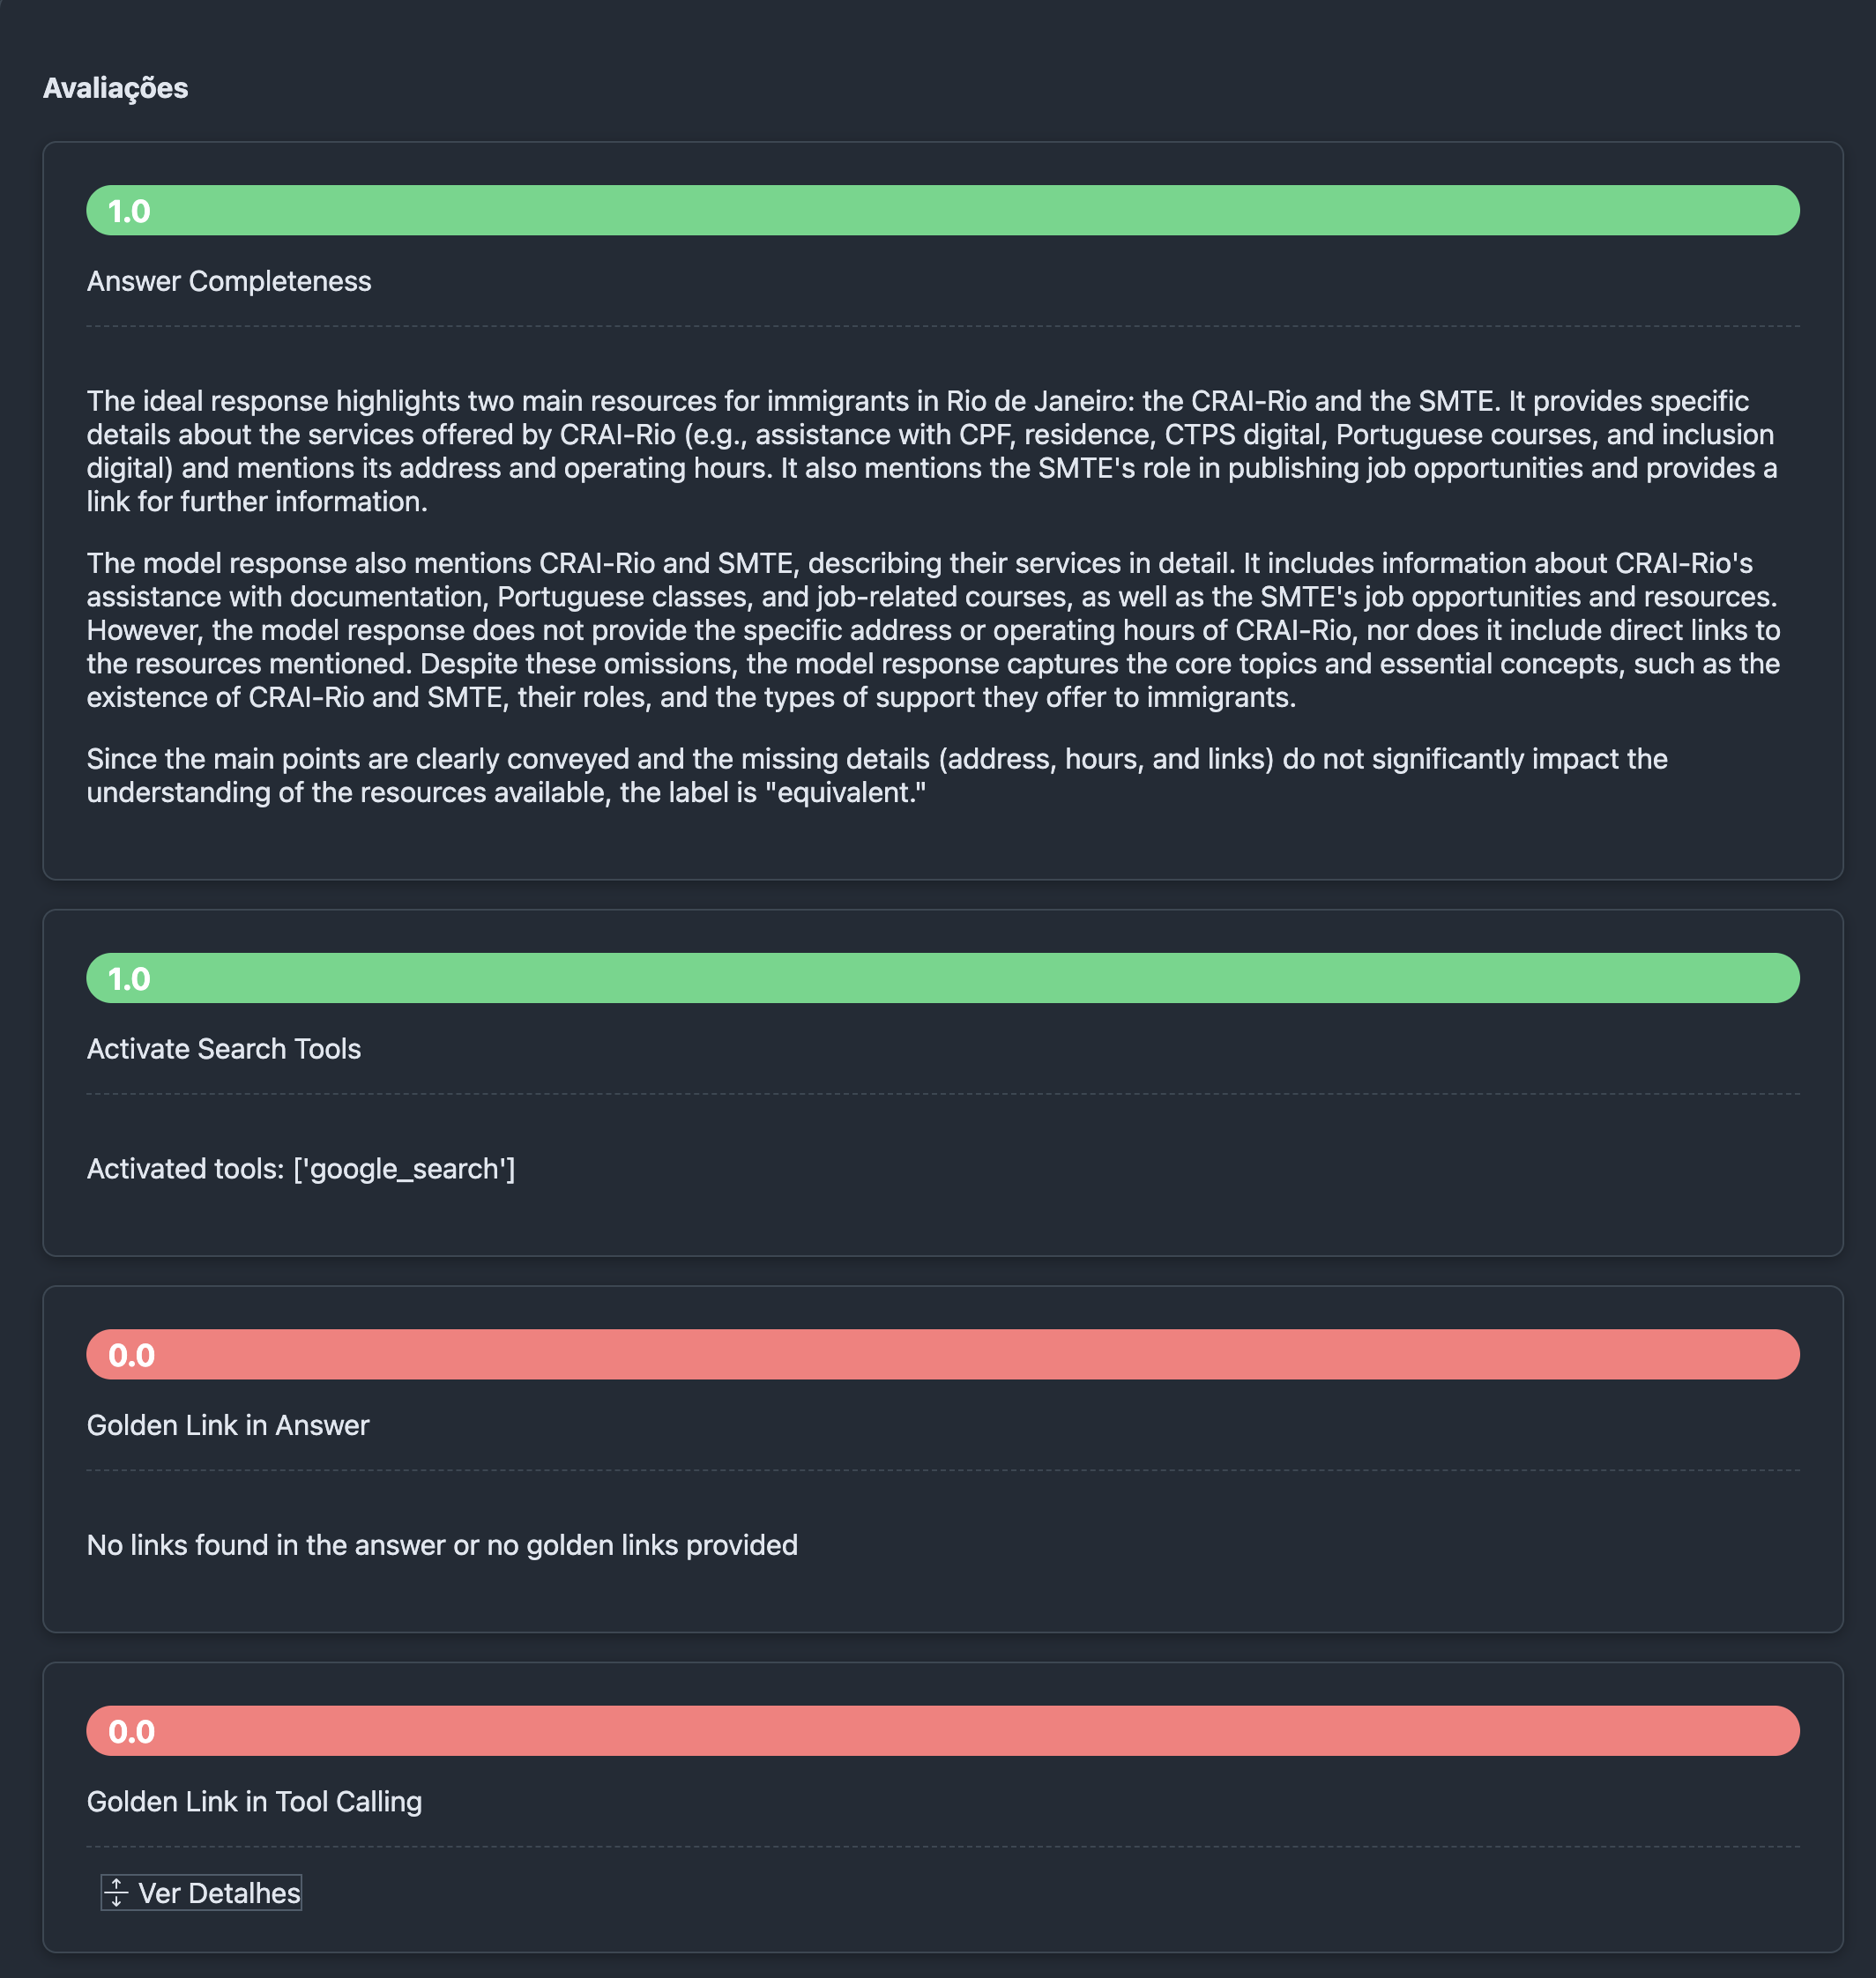 Avaliações
1.0
Answer Completeness
The ideal response highlights two main resources for immigrants in Rio de Janeiro: the CRAI-Rio and the SMTE. It provides specific
details about the services offered by CRAI-Rio (e.g., assistance with CPF, residence, CTPS digital, Portuguese courses, and inclusion
digital) and mentions its address and operating hours. It also mentions the SMTE's role in publishing job opportunities and provides a
link for further information.
The model response also mentions CRAI-Rio and SMTE, describing their services in detail. It includes information about CRAI-Rio's
assistance with documentation, Portuguese classes, and job-related courses, as well as the SMTE's job opportunities and resources.
However, the model response does not provide the specific address or operating hours of CRAI-Rio, nor does it include direct links to
the resources mentioned. Despite these omissions, the model response captures the core topics and essential concepts, such as the
existence of CRAI-Rio and SMTE, their roles, and the types of support they offer to immigrants.
Since the main points are clearly conveyed and the missing details (address, hours, and links) do not significantly impact the
understanding of the resources available, the label is "equivalent."
1.0
Activate Search Tools
Activated tools: ['google_search']
0.0
Golden Link in Answer
No links found in the answer or no golden links provided
0.0
Golden Link in Tool Calling
Ver Detalhes